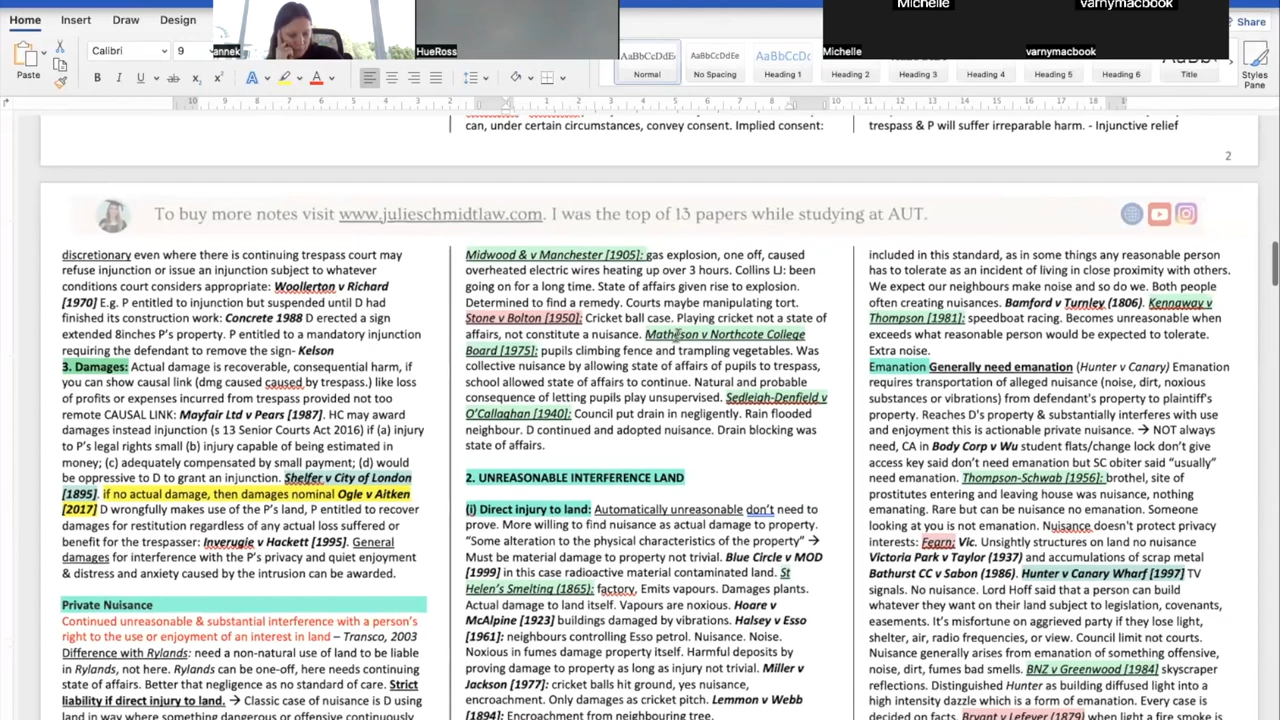 Home
Insert
Draw
Design
annek
HueRoss
Michelle
varnymacbook
Michelle
varnymacbook
Share
Paste
Calibri
9
AaBbCcDdEe
AaBbCcDdEe
AaBbCcDc
Normal
No Spacing
Heading 1
Heading 2
Heading 3
Heading 4
Heading 5
Heading 6
Title
Styles
Pane
can, under certain circumstances, convey consent. Implied consent:
trespass & P will suffer irreparable harm. - Injunctive relief
2
To buy more notes visit www.julieschmidtlaw.com. I was the top of 13 papers while studying at AUT.
discretionary even where there is continuing trespass court may
refuse injunction or issue an injunction subject to whatever
conditions court considers appropriate: Woollerton v Richard
[1970] E.g. P entitled to injunction but suspended until D had
finished its construction work: Concrete 1988 D erected a sign
extended 8inches P's property. P entitled to a mandatory injunction
requiring the defendant to remove the sign- Kelson
3. Damages: Actual damage is recoverable, consequential harm, if
you can show causal link (dmg caused caused by trespass.) like loss
of profits or expenses incurred from trespass provided not too
remote CAUSAL LINK: Mayfair Ltd v Pears [1987]. HC may award
damages instead injunction (s 13 Senior Courts Act 2016) if (a) injury
to P's legal rights small (b) injury capable of being estimated in
money; (c) adequately compensated by small payment; (d) would
be oppressive to D to grant an injunction. Shelfer v City of London
[1895]. if no actual damage, then damages nominal Ogle v Aitken
[2017] D wrongfully makes use of the P's land, P entitled to recover
damages for restitution regardless of any actual loss suffered or
benefit for the trespasser: Inverugie v Hackett [1995]. General
damages for interference with the P's privacy and quiet enjoyment
& distress and anxiety caused by the intrusion can be awarded.
Private Nuisance
Continued unreasonable & substantial interference with a person's
right to the use or enjoyment of an interest in land – Transco, 2003
Difference with Rylands: need a non-natural use of land to be liable
in Rylands, not here. Rylands can be one-off, here needs continuing
state of affairs. Better that negligence as no standard of care. Strict
liability if direct injury to land. → Classic case of nuisance is D using
land in way where something dangerous or offensive continuously
Midwood & v Manchester [1905]: gas explosion, one off, caused
overheated electric wires heating up over 3 hours. Collins LJ: been
going on for a long time. State of affairs given rise to explosion.
Determined to find a remedy. Courts maybe manipulating tort.
Stone v Bolton [1950]: Cricket ball case. Playing cricket not a state of
affairs, not constitute a nuisance. Matheson v Northcote College
Board [1975]: pupils climbing fence and trampling vegetables. Was
collective nuisance by allowing state of affairs of pupils to trespass,
school allowed state of affairs to continue. Natural and probable
consequence of letting pupils play unsupervised. Sedleigh-Denfield v
O'Callaghan [1940]: Council put drain in negligently. Rain flooded
neighbour. D continued and adopted nuisance. Drain blocking was
state of affairs.
2. UNREASONABLE INTERFERENCE LAND
(i) Direct injury to land: Automatically unreasonable don't need to
prove. More willing to find nuisance as actual damage to property.
"Some alteration to the physical characteristics of the property" →
Must be material damage to property not trivial. Blue Circle v MOD
[1999] in this case radioactive material contaminated land. St
Helen's Smelting (1865): factory, Emits vapours. Damages plants.
Actual damage to land itself. Vapours are noxious. Hoare v
McAlpine [1923] buildings damaged by vibrations. Halsey v Esso
[1961]: neighbours controlling Esso petrol. Nuisance. Noise.
Noxious in fumes damage property itself. Harmful deposits by
proving damage to property as long as injury not trivial. Miller v
Jackson [1977]: cricket balls hit ground, yes nuisance,
encroachment. Only damages as cricket pitch. Lemmon v Webb
[1894]: Encroachment from neighbouring tree.
included in this standard, as in some things any reasonable person
has to tolerate as an incident of living in close proximity with others.
We expect our neighbours make noise and so do we. Both people
often creating nuisances. Bamford v Turnley (1806). Kennaway v
Thompson [1981]: speedboat racing. Becomes unreasonable when
exceeds what reasonable person would be expected to tolerate.
Extra noise.
Emanation Generally need emanation (Hunter v Canary) Emanation
requires transportation of alleged nuisance (noise, dirt, noxious
substances or vibrations) from defendant's property to plaintiff's
property. Reaches D's property & substantially interferes with use
and enjoyment this is actionable private nuisance. → NOT always
need, CA in Body Corp v Wu student flats/change lock don't give
access key said don't need emanation but SC obiter said "usually"
need emanation. Thompson-Schwab [1956]: brothel, site of
prostitutes entering and leaving house was nuisance, nothing
emanating. Rare but can be nuisance no emanation. Someone
looking at you is not emanation. Nuisance doesn't protect privacy
interests: Fearn: Vic. Unsightly structures on land no nuisance
Victoria Park v Taylor (1937) and accumulations of scrap metal
Bathurst CC v Sabon (1986). Hunter v Canary Wharf [1997] TV
signals. No nuisance. Lord Hoff said that a person can build
whatever they want on their land subject to legislation, covenants,
easements. It's misfortune on aggrieved party if they lose light,
shelter, air, radio frequencies, or view. Council limit not courts.
Nuisance generally arises from emanation of something offensive,
noise, dirt, fumes bad smells. BNZ v Greenwood [1984] skyscraper
reflections. Distinguished Hunter as building diffused light into a
high intensity dazzle which is a form of emanation. Every case is
decided on facts. Bryant v Lefever (1879) when light a fire smoke is